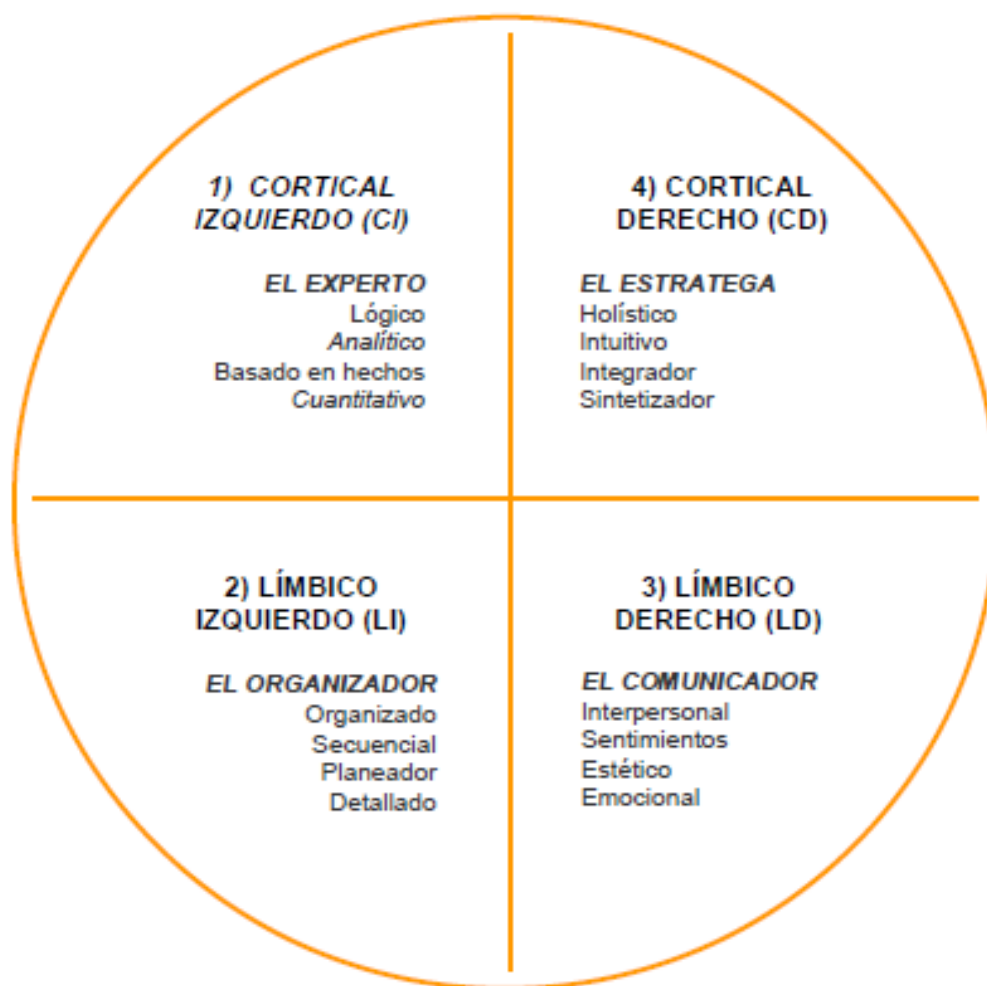 1) CORTICAL
IZQUIERDO (CI)
EL EXPERTO
Lógico
Analítico
Basado en hechos
Cuantitativo
4) CORTICAL
DERECHO (CD)
EL ESTRATEGA
Holístico
Intuitivo
Integrador
Sintetizador
2) LÍMBICO
IZQUIERDO (LI)
EL ORGANIZADOR
Organizado
Secuencial
Planeador
Detallado
3) LÍMBICO
DERECHO (LD)
EL COMUNICADOR
Interpersonal
Sentimientos
Estético
Emocional